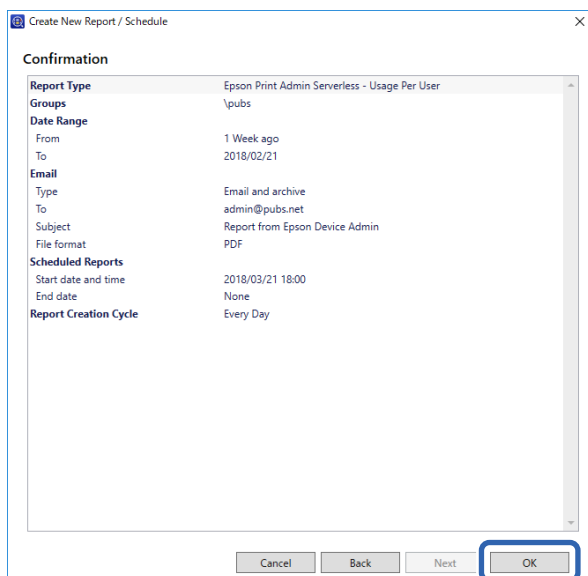 Create New Report / Schedule
Confirmation
Report Type Epson Print Admin Serverless - Usage Per User
Groups \pubs
Date Range
From 1 Week ago
To 2018/02/21
Email
Type Email and archive
To admin@pubs.net
Subject Report from Epson Device Admin
File format PDF
Scheduled Reports
Start date and time 2018/03/21 18:00
End date None
Report Creation Cycle Every Day
Cancel Back Next OK